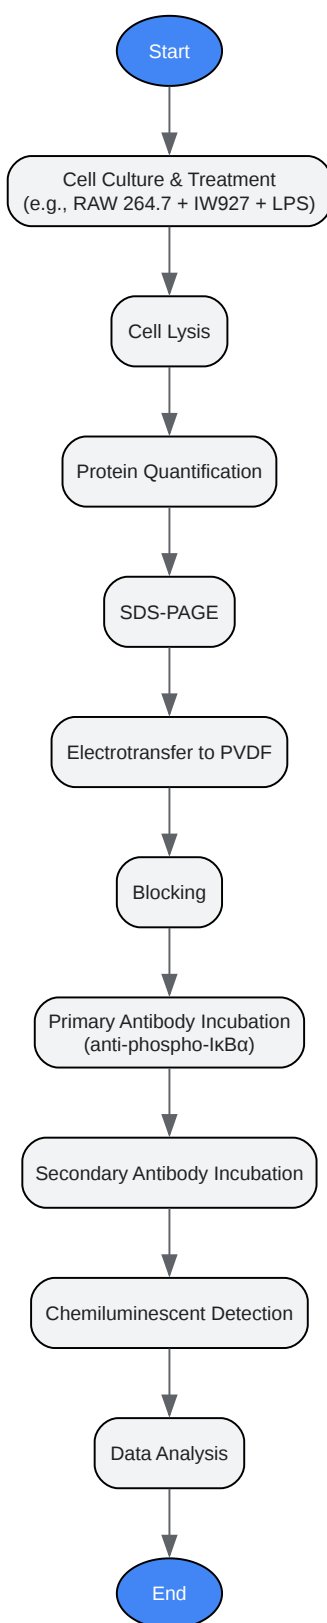 Start
Cell Culture & Treatment
(e.g., RAW 264.7 + IW927 + LPS)
Cell Lysis
Protein Quantification
SDS-PAGE
Electrotransfer to PVDF
Blocking
Primary Antibody Incubation
(anti-phospho-IκBα)
Secondary Antibody Incubation
Chemiluminescent Detection
Data Analysis
End